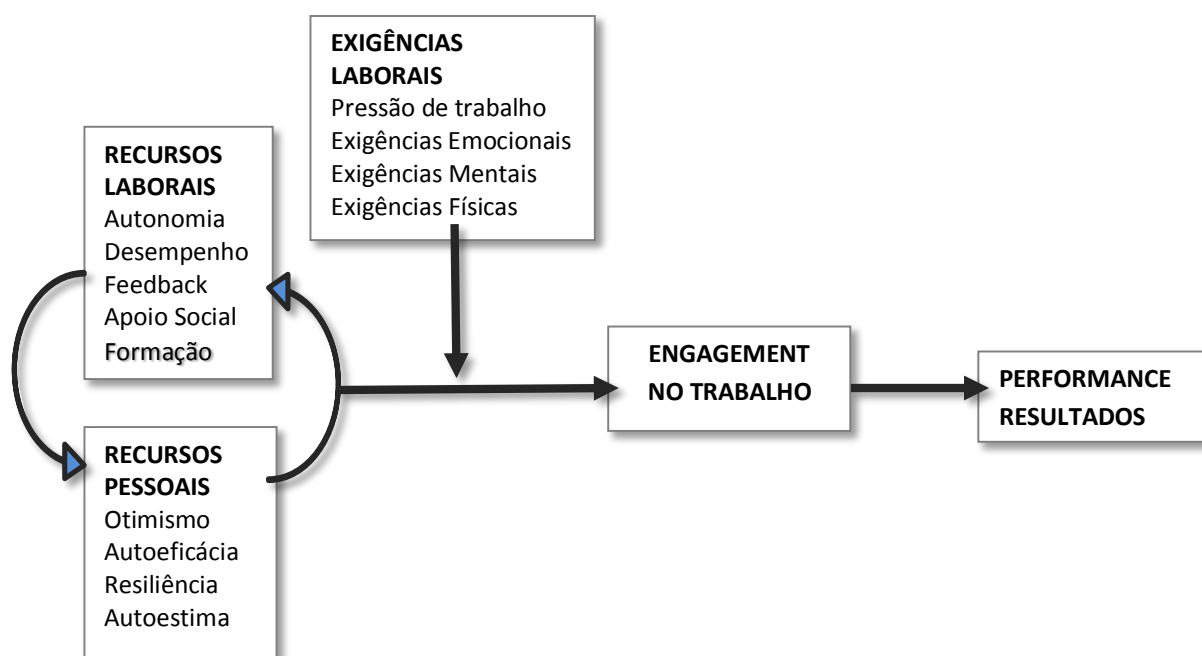 EXIGÊNCIAS
LABORAIS
Pressão de trabalho
Exigências Emocionais
Exigências Mentais
Exigências Físicas
RECURSOS
LABORAIS
Autonomia
Desempenho
Feedback
Apoio Social
Formação
RECURSOS
PESSOAIS
Otimismo
Autoeficácia
Resiliência
Autoestima
ENGAGEMENT
NO TRABALHO
PERFORMANCE
RESULTADOS